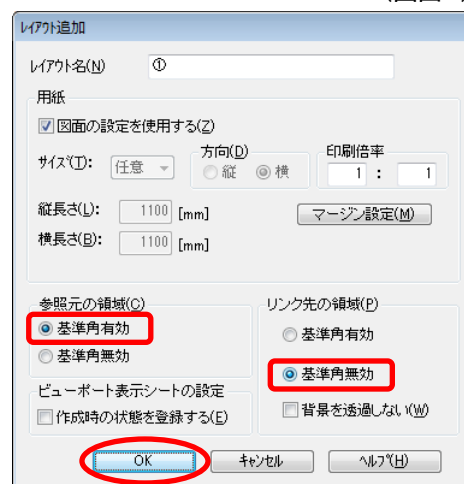 レイアウト追加
レイアウト名(N) ①
用紙
図面の設定を使用する(Z)
サイズ(T): 任意
方向(D)
縦 横
印刷倍率
1 : 1
縦長さ(L): 1100 [mm]
マージン設定(M)
横長さ(B): 1100 [mm]
参照元の領域(C)
基準角有効
基準角無効
リンク先の領域(P)
基準角有効
基準角無効
ビューポート表示シートの設定
作成時の状態を登録する(E)
背景を透過しない(W)
OK キャンセル ヘルプ(H)